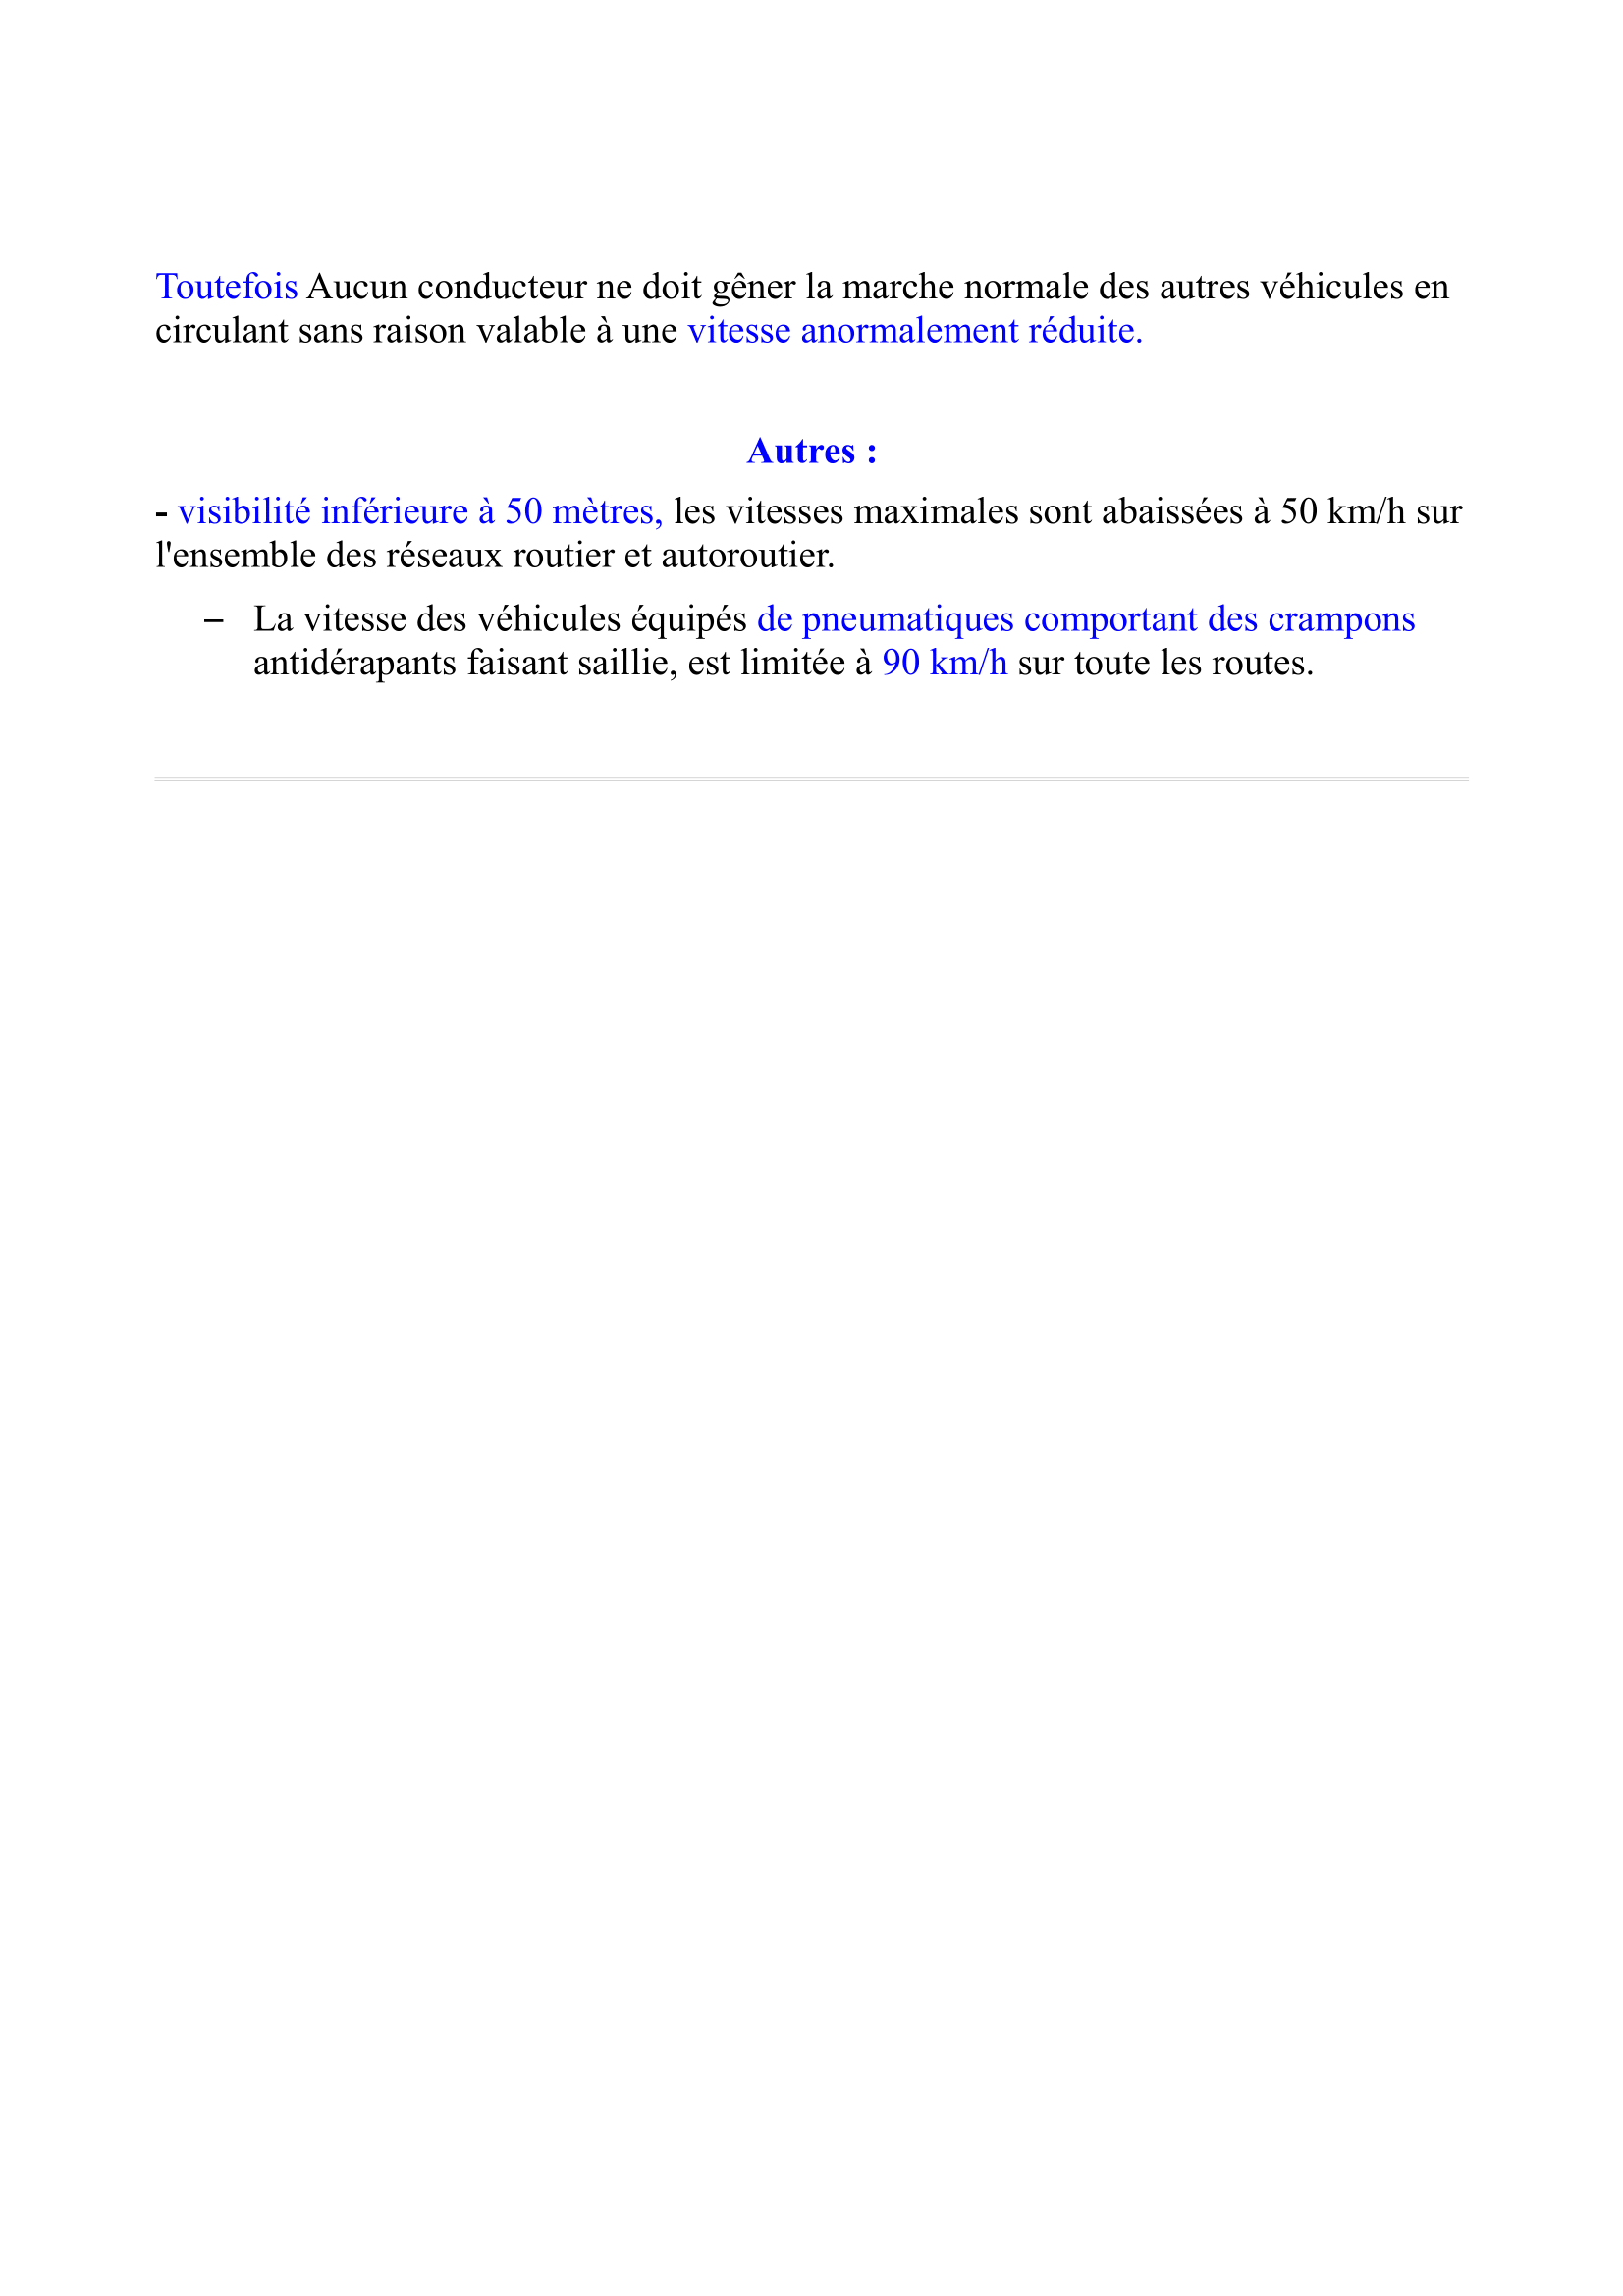 Toutefois Aucun conducteur ne doit gêner la marche normale des autres véhicules en
circulant sans raison valable à une vitesse anormalement réduite.
Autres :
- visibilité inférieure à 50 mètres, les vitesses maximales sont abaissées à 50 km/h sur
l'ensemble des réseaux routier et autoroutier.
– La vitesse des véhicules équipés de pneumatiques comportant des crampons
antidérapants faisant saillie, est limitée à 90 km/h sur toute les routes.